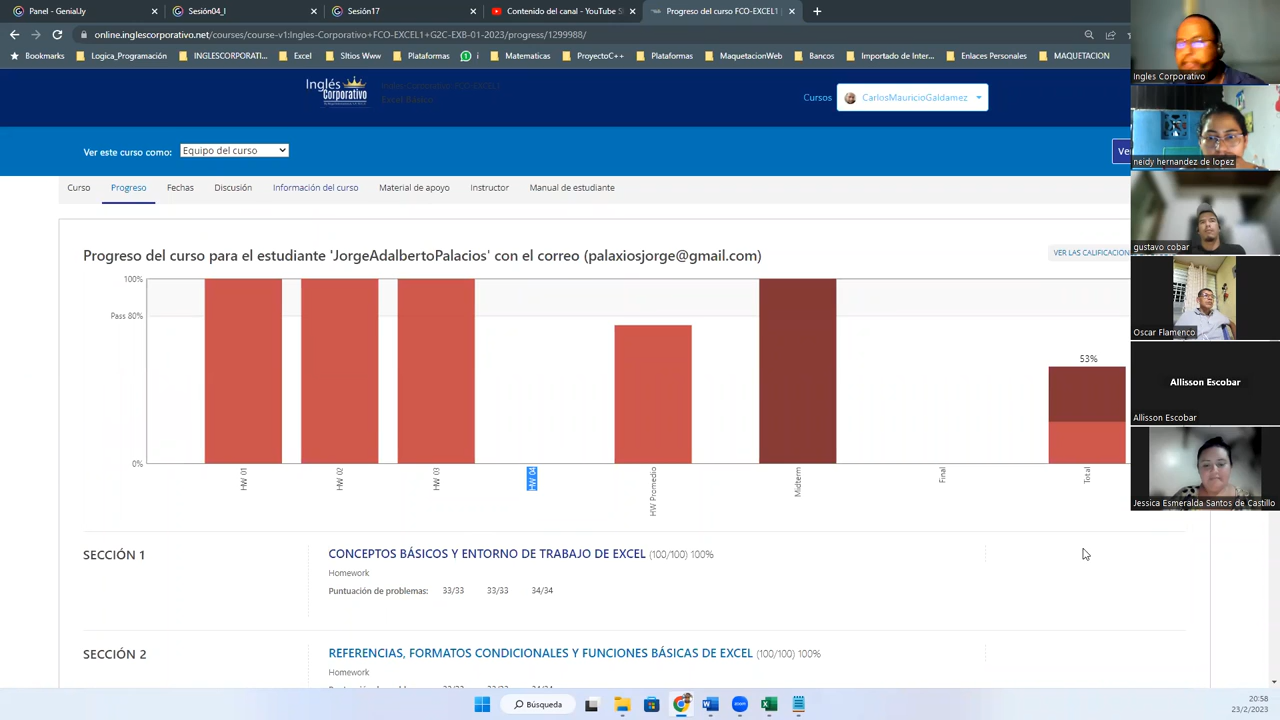 Panel - Genial.ly
Sesión04_I
Sesión17
Contenido del canal - YouTube S
Progreso del curso FCO-EXCEL1
online.inglescorporativo.net/courses/course-v1:Ingles-Corporativo+FCO-EXCEL1+G2C-EXB-01-2023/progress/1299988/
Bookmarks
Logica_Programación
INGLESCORPORATI...
Excel
SItios Www
Plataformas
Matematicas
ProyectoC++
Plataformas
MaquetacionWeb
Bancos
Importado de Inter...
Enlaces Personales
MAQUETACION
Inglés
Corporativo
Excel Básico
Cursos
CarlosMauricioGaldamez
Ver este curso como:
Equipo del curso
Ve
Curso
Progreso
Fechas
Discusión
Información del curso
Material de apoyo
Instructor
Manual de estudiante
Progreso del curso para el estudiante 'JorgeAdalbertoPalacios' con el correo (palaxiosjorge@gmail.com)
VER LAS CALIFICACION
100%
Pass 80%
0%
53%
HW 01
HW 02
HW 03
HW 04
HW Promedio
Midterm
Final
Total
SECCIÓN 1
CONCEPTOS BÁSICOS Y ENTORNO DE TRABAJO DE EXCEL (100/100) 100%
Homework
Puntuación de problemas: 33/33 33/33 34/34
SECCIÓN 2
REFERENCIAS, FORMATOS CONDICIONALES Y FUNCIONES BÁSICAS DE EXCEL (100/100) 100%
Homework
Ingles Corporativo
neidy hernandez de lopez
gustavo cobar
Oscar Flamenco
Allisson Escobar
Allisson Escobar
Jessica Esmeralda Santos de Castillo
Búsqueda
20:58
23/2/2023